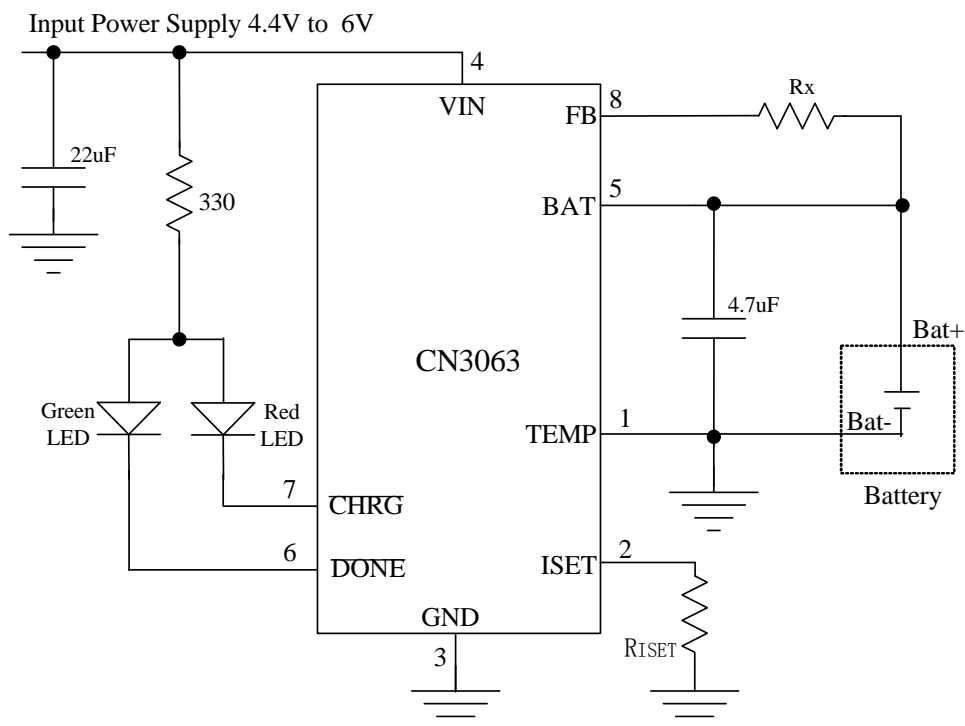 Input Power Supply 4.4V to 6V
4
VIN
8
FB
Rx
22uF
330
5
BAT
4.7uF
Bat+
CN3063
Green
LED
Red
LED
1
TEMP
Bat-
Battery
7
CHRG
2
6
DONE
ISET
GND
3
RISET